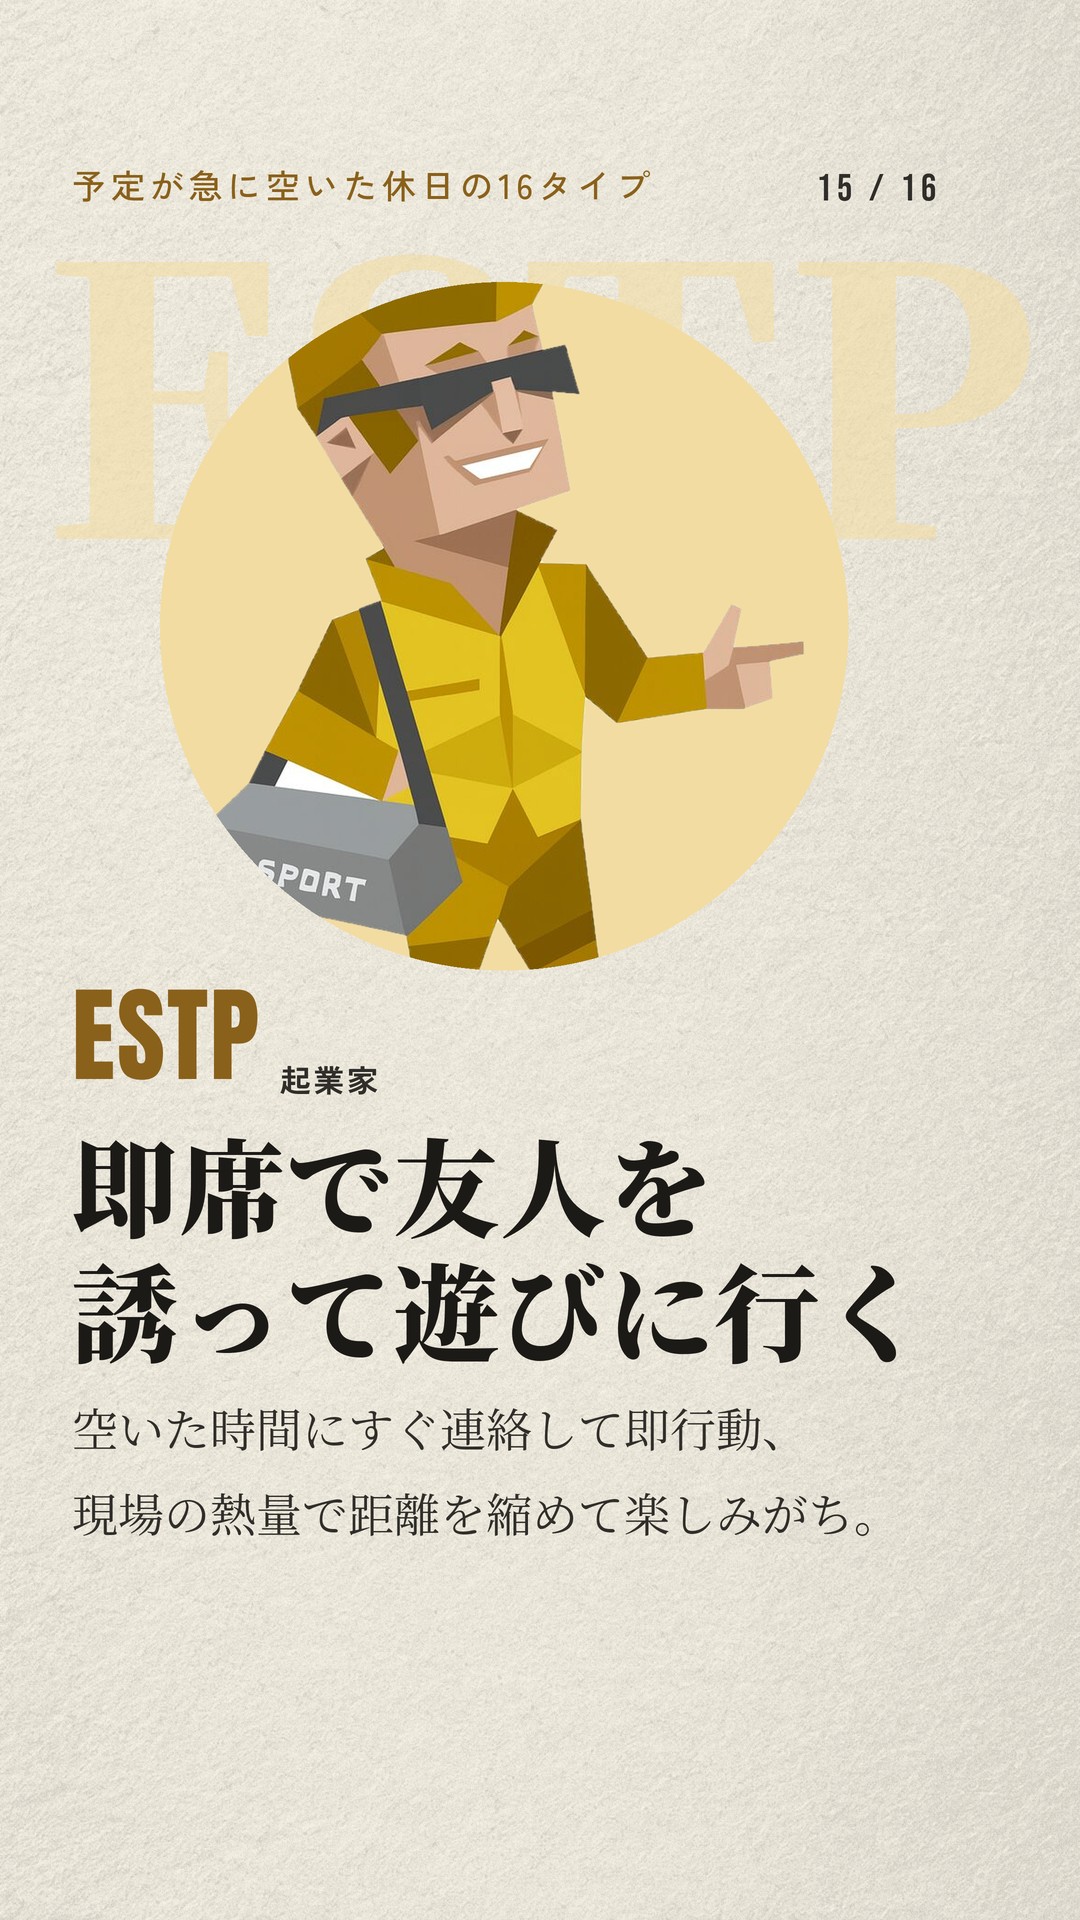 予定が急に空いた休日の16タイプ
15 / 16
ESTP
SPORT
ESTP
起業家
即席で友人を
誘って遊びに行く
空いた時間にすぐ連絡して即行動、
現場の熱量で距離を縮めて楽しみがち。